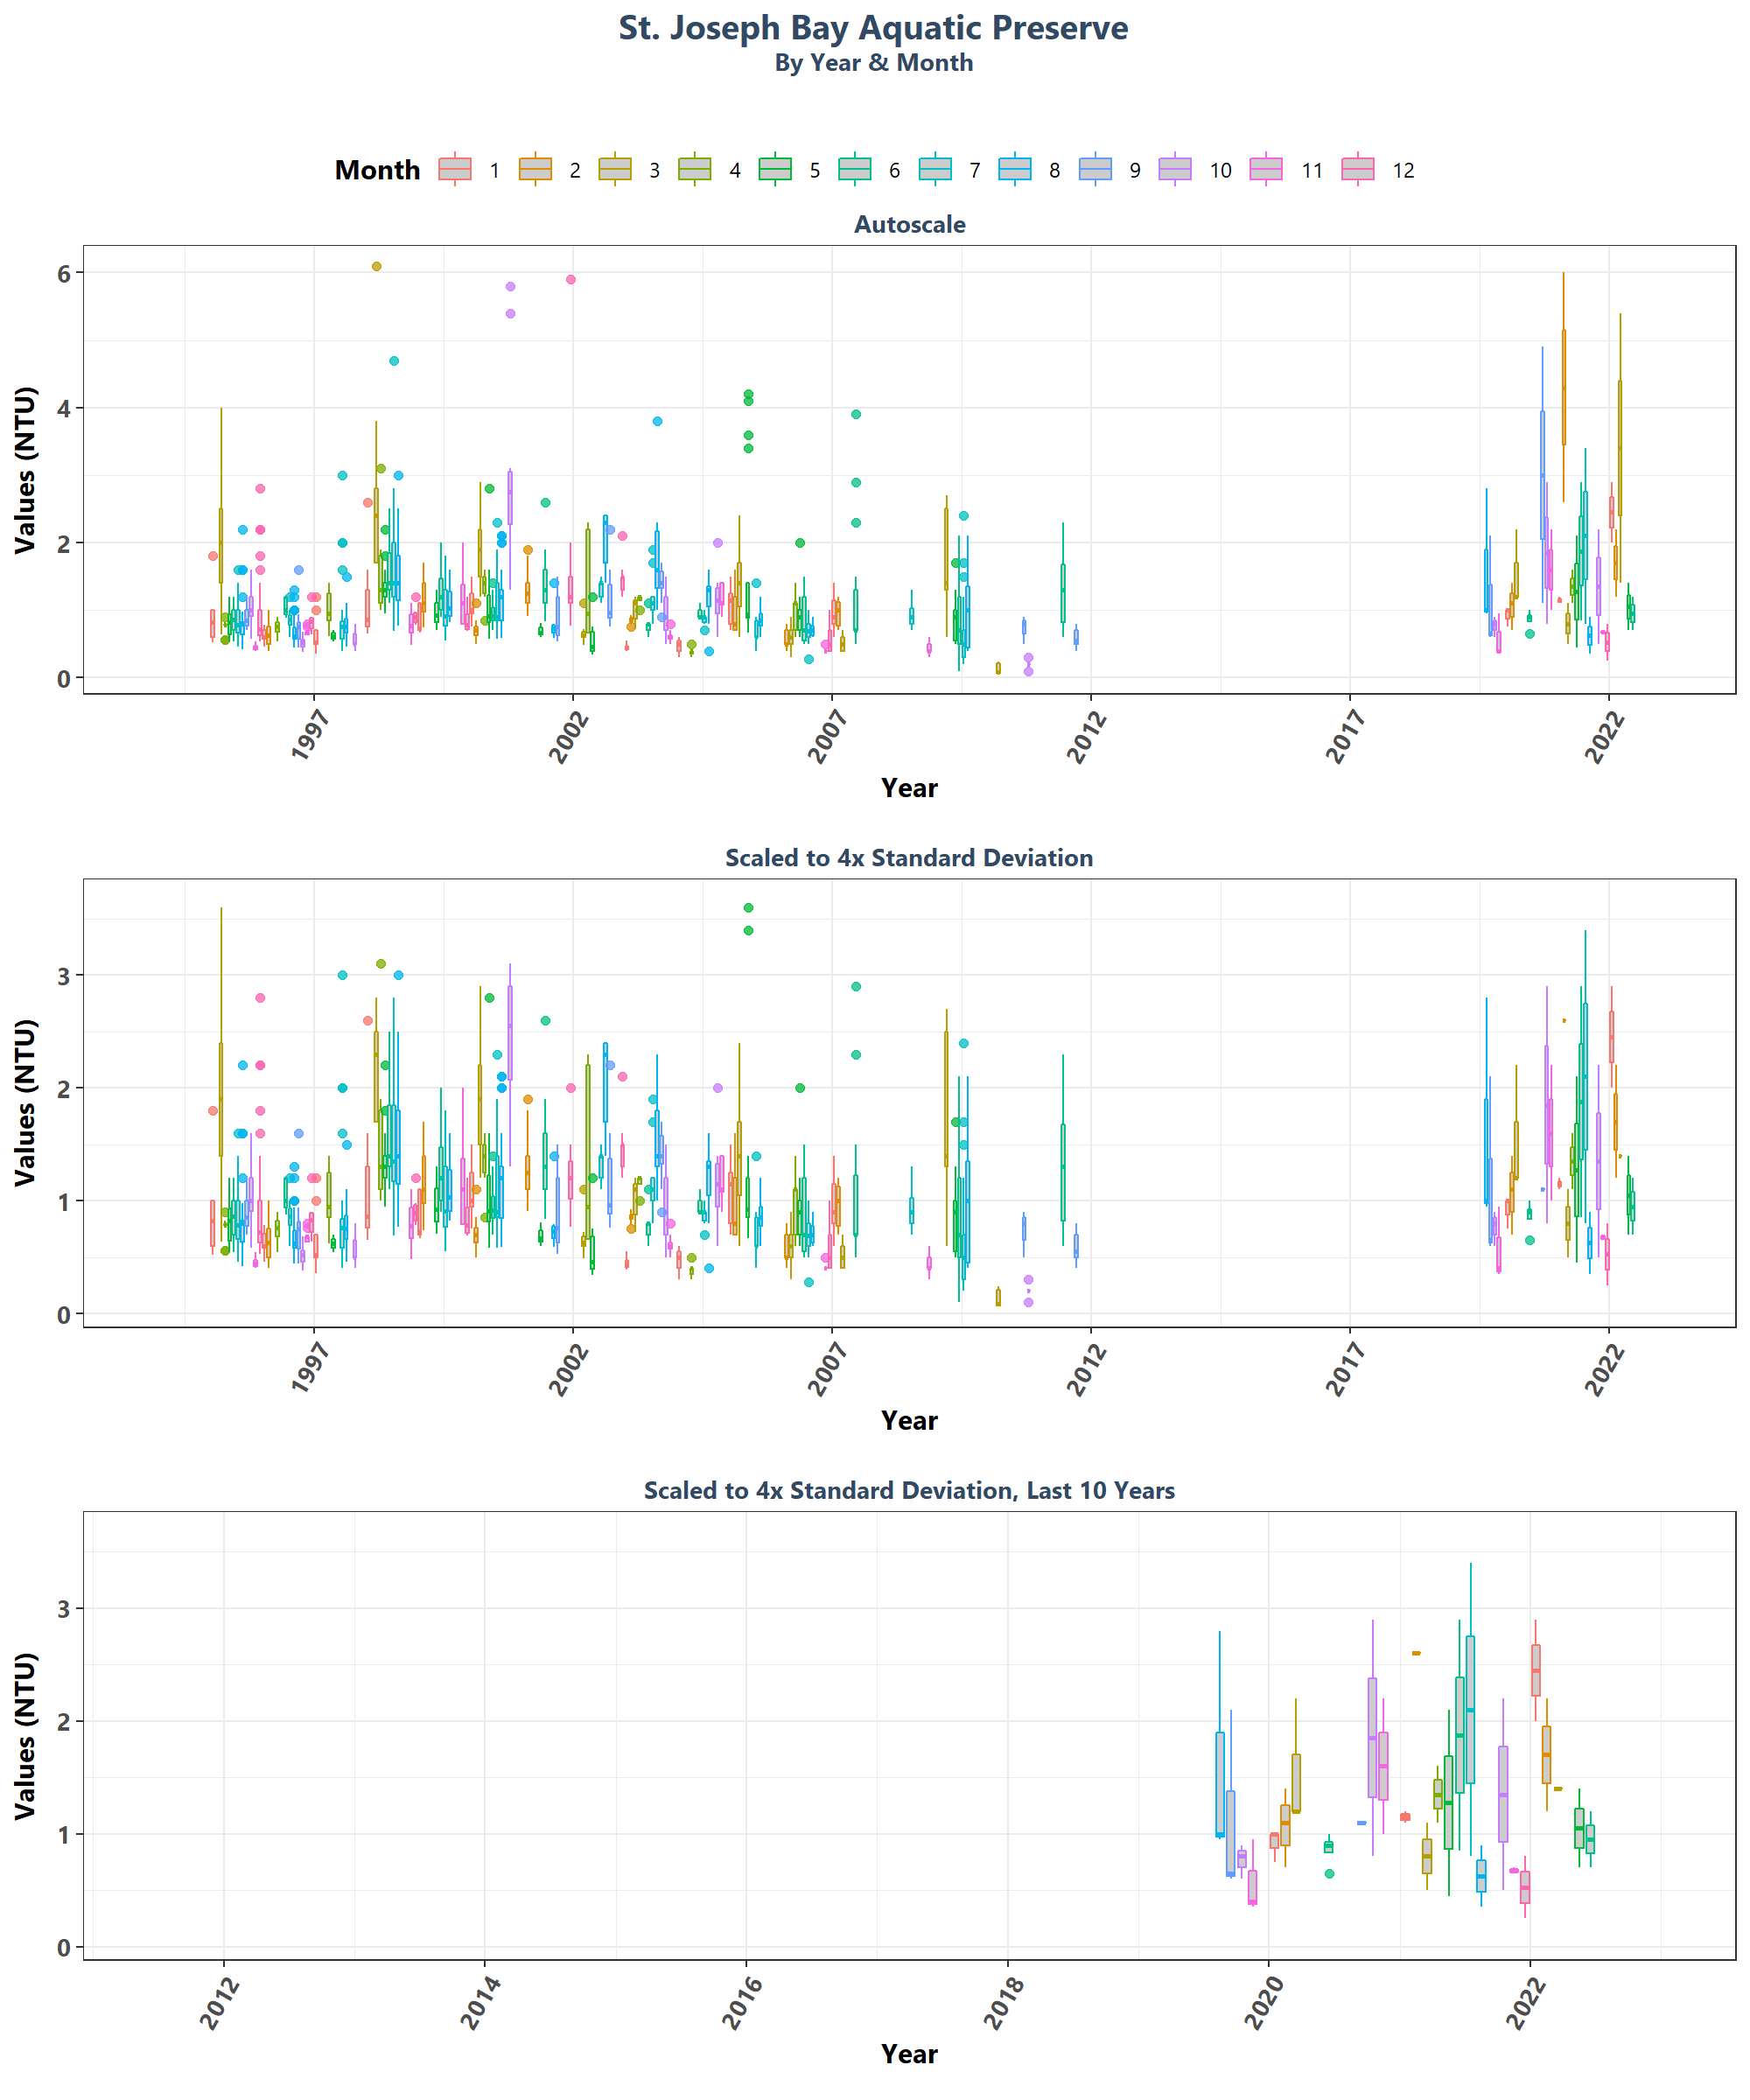 St. Joseph Bay Aquatic Preserve
By Year & Month
Month 1 2 3 4 5 6 7 8 9 10 11 12
Autoscale
Values (NTU)
6
4
2
0
1997 2002 2007 2012 2017 2022
Year
Scaled to 4x Standard Deviation
Values (NTU)
3
2
1
0
1997 2002 2007 2012 2017 2022
Year
Scaled to 4x Standard Deviation, Last 10 Years
Values (NTU)
3
2
1
0
2012 2014 2016 2018 2020 2022
Year